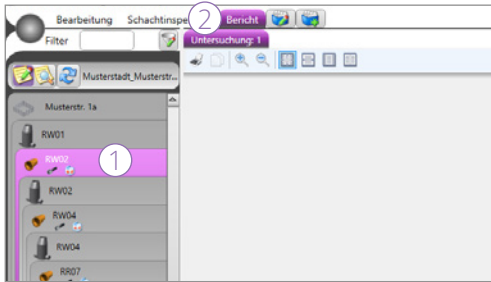 Bearbeitung Schachtinspe 2 Bericht
Filter
Untersuchung: 1
Musterstadt_Musterstr...
Musterstr. 1a
RW01
RW02 1
RW02
RW04
RW04
RR07